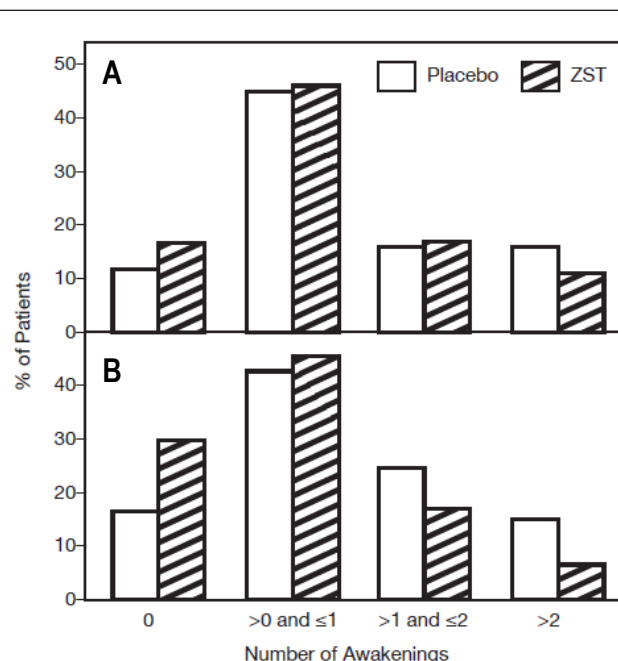 50
A
Placebo
ZST
40
30
20
10
0
% of Patients
B
40
30
20
10
0
0
>0 and ≤1
>1 and ≤2
>2
Number of Awakenings